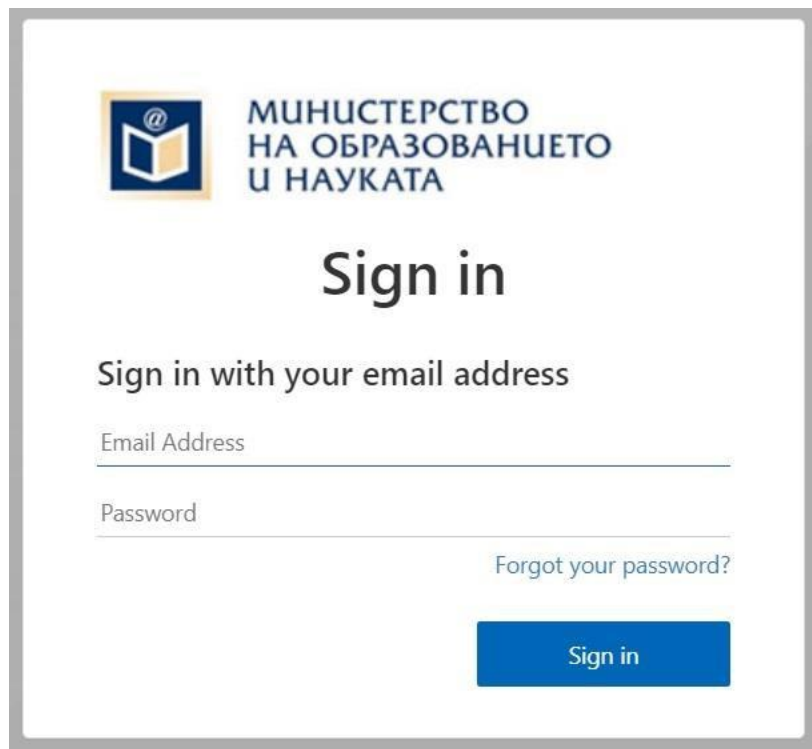 @
МИНИСТЕРСТВО
НА ОБРАЗОВАНИЕТО
И НАУКАТА
Sign in
Sign in with your email address
Email Address
Password
Forgot your password?
Sign in